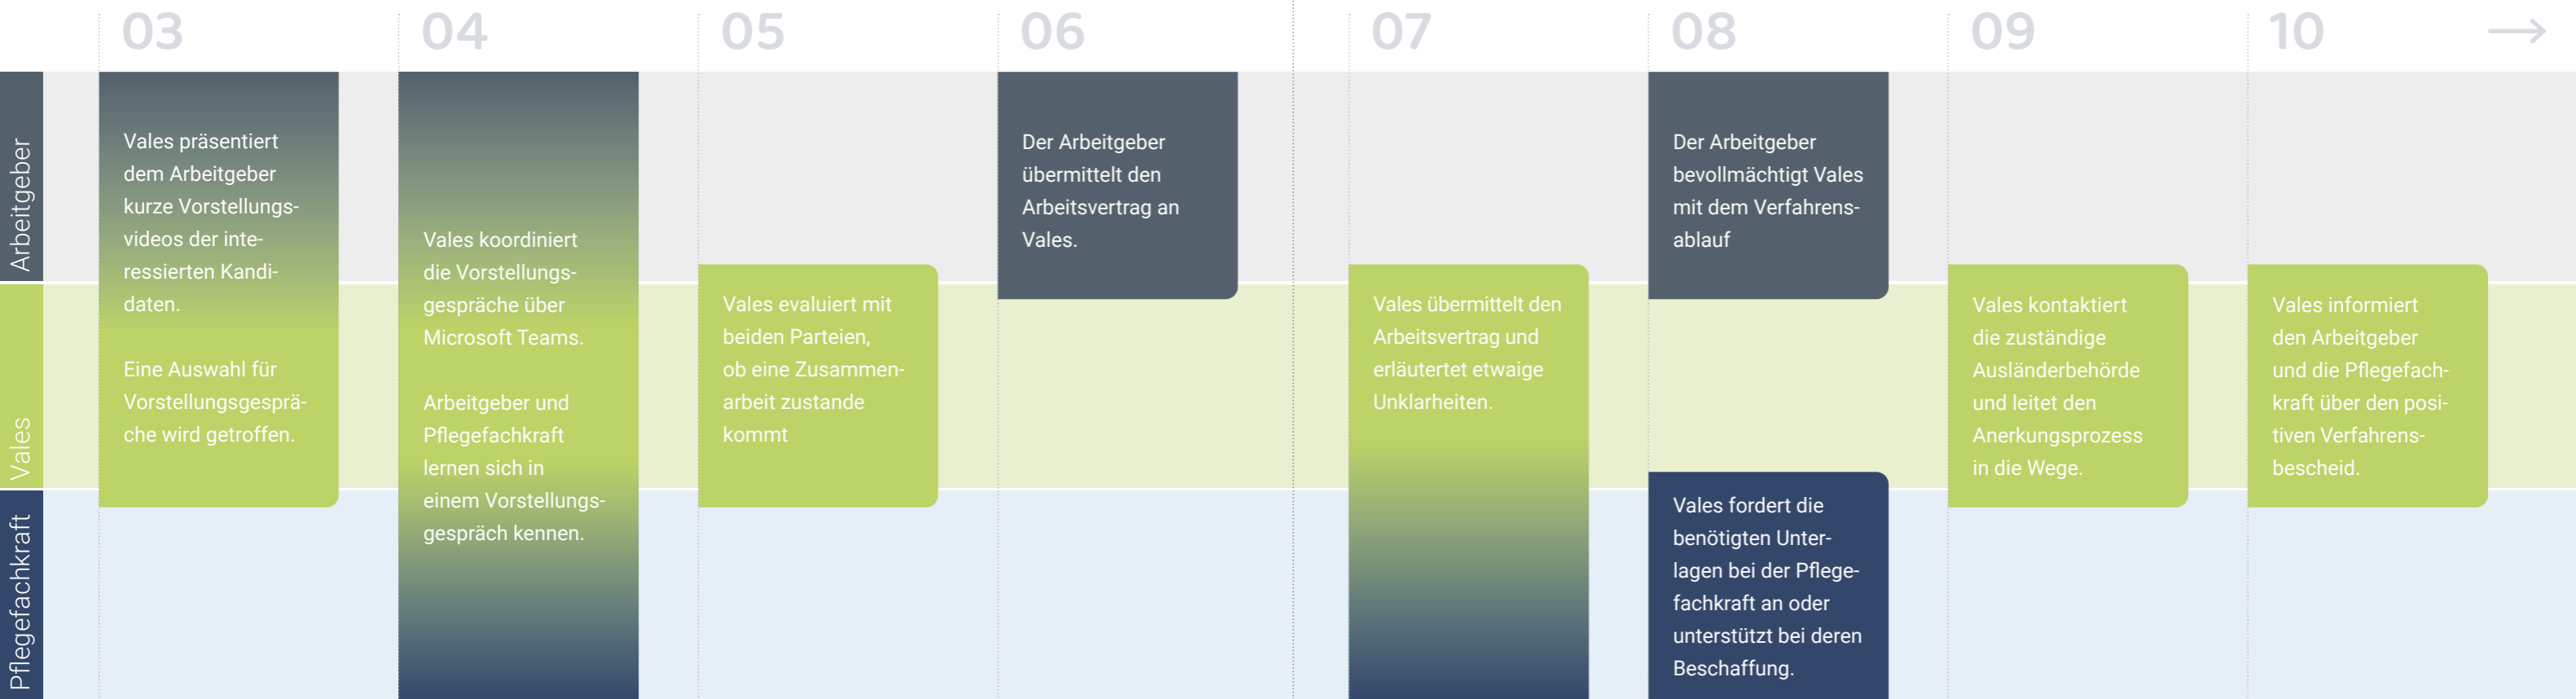 03
04
05
06
07
08
09
10
Arbeitgeber
Vales
Pflegefachkraft
Vales präsentiert
dem Arbeitgeber
kurze Vorstellungs-
videos der inte-
ressierten Kandi-
daten.
Eine Auswahl für
Vorstellungsgesprä-
che wird getroffen.
Vales koordiniert
die Vorstellungs-
gespräche über
Microsoft Teams.
Arbeitgeber und
Pflegefachkraft
lernen sich in
einem Vorstellungs-
gespräch kennen.
Vales evaluiert mit
beiden Parteien,
ob eine Zusammen-
arbeit zustande
kommt
Der Arbeitgeber
übermittelt den
Arbeitsvertrag an
Vales.
Vales übermittelt den
Arbeitsvertrag und
erläutertet etwaige
Unklarheiten.
Der Arbeitgeber
bevollmächtigt Vales
mit dem Verfahrens-
ablauf
Vales fordert die
benötigten Unter-
lagen bei der Pflege-
fachkraft an oder
unterstützt bei deren
Beschaffung.
Vales kontaktiert
die zuständige
Ausländerbehörde
und leitet den
Anerkungsprozess
in die Wege.
Vales informiert
den Arbeitgeber
und die Pflegefach-
kraft über den posi-
tiven Verfahrens-
bescheid.